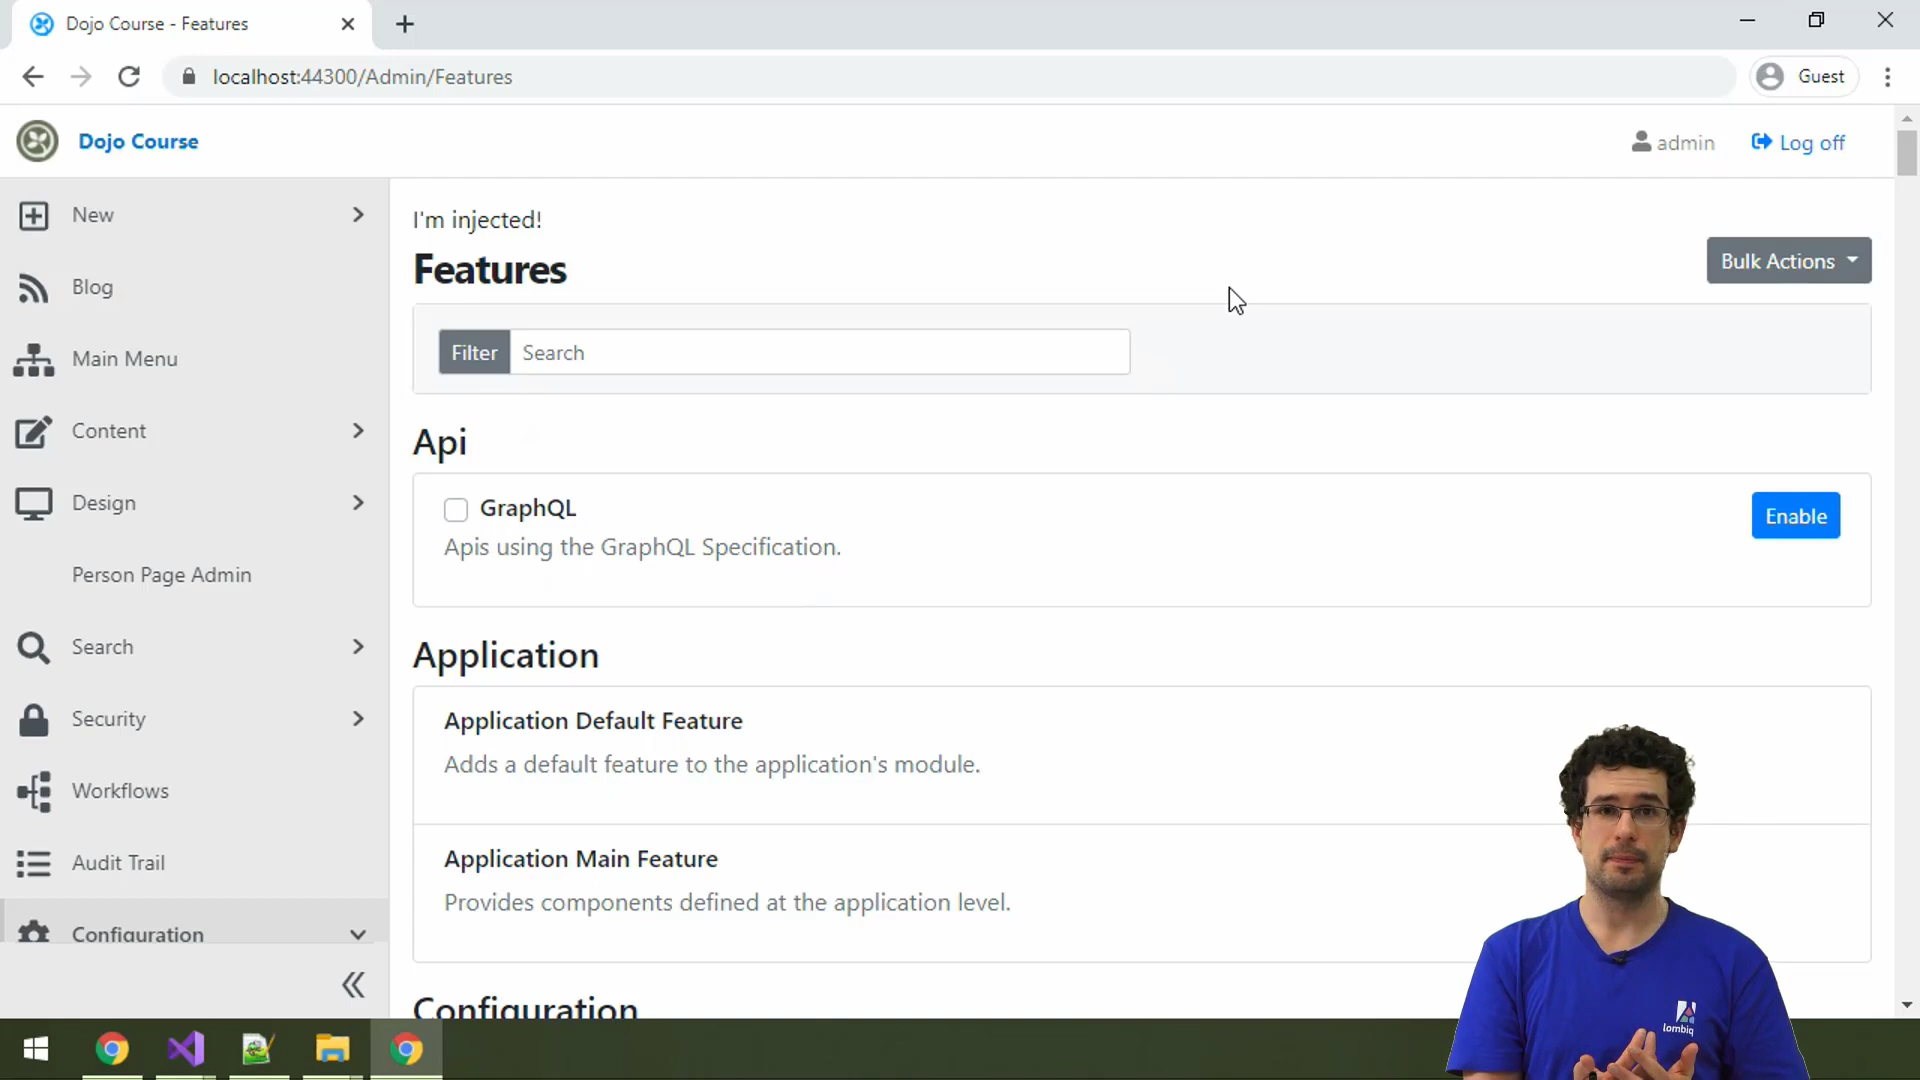 Dojo Course - Features
localhost:44300/Admin/Features
Guest
Dojo Course
admin
Log off
New
Blog
Main Menu
Content
Design
Person Page Admin
Search
Security
Workflows
Audit Trail
Configuration
I'm injected!
Features
Bulk Actions
Filter
Search
Api
GraphQL
Apis using the GraphQL Specification.
Enable
Application
Application Default Feature
Adds a default feature to the application's module.
Application Main Feature
Provides components defined at the application level.
Configuration
lombiq